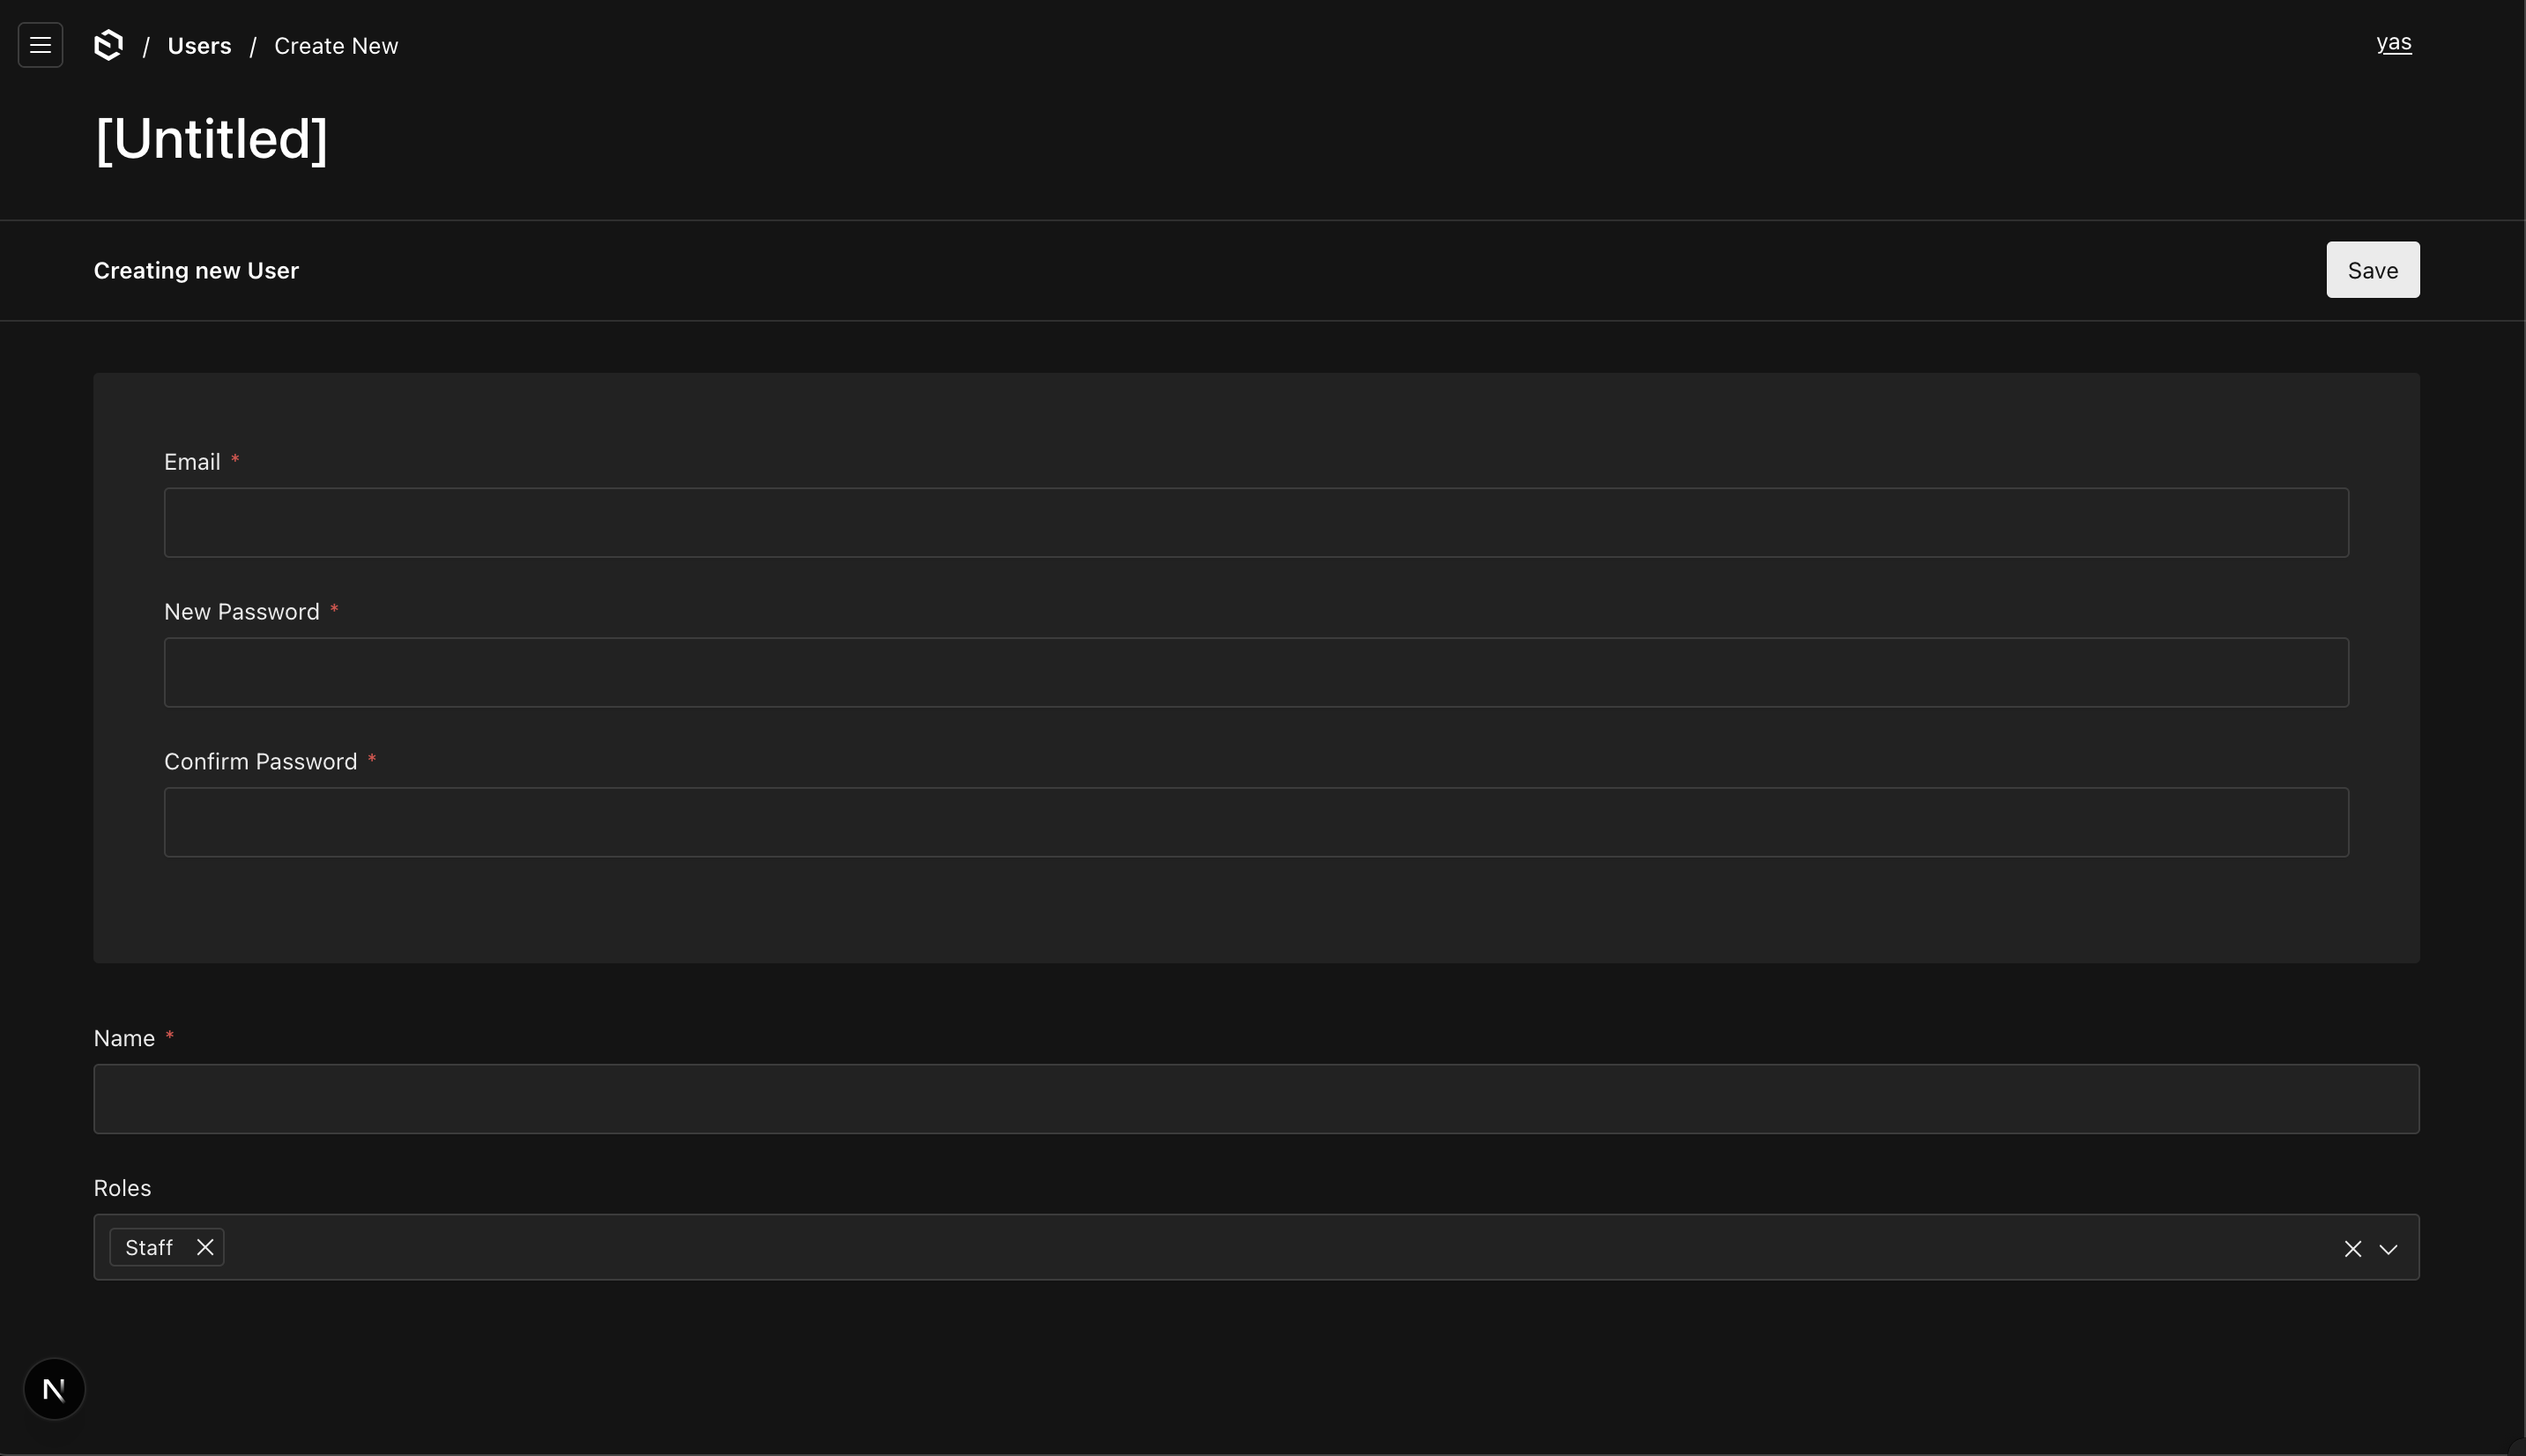 / Users / Create New
yas
[Untitled]
Creating new User
Save
Email *
New Password *
Confirm Password *
Name *
Roles
Staff
N